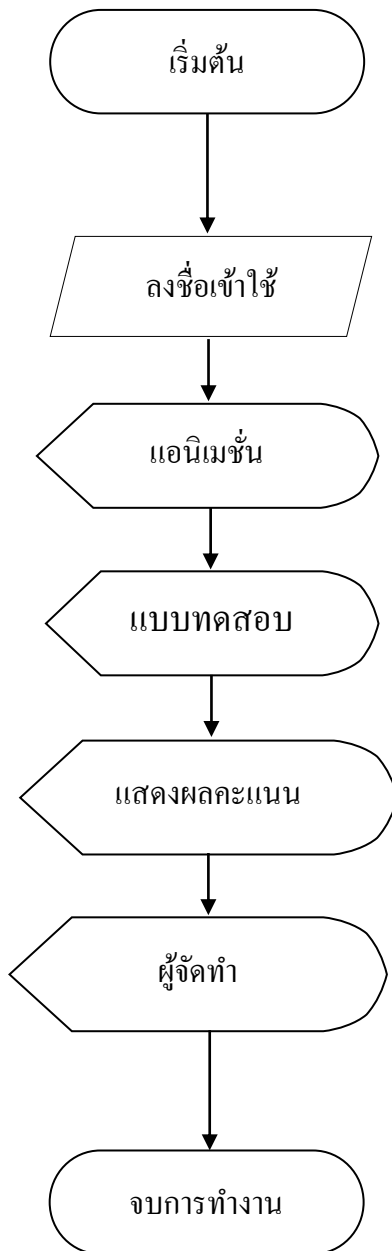 เริ่มต้น
ลงชื่อเข้าใช้
แอนิเมชั่น
แบบทดสอบ
แสดงผลคะแนน
ผู้จัดทำ
จบการทำงาน